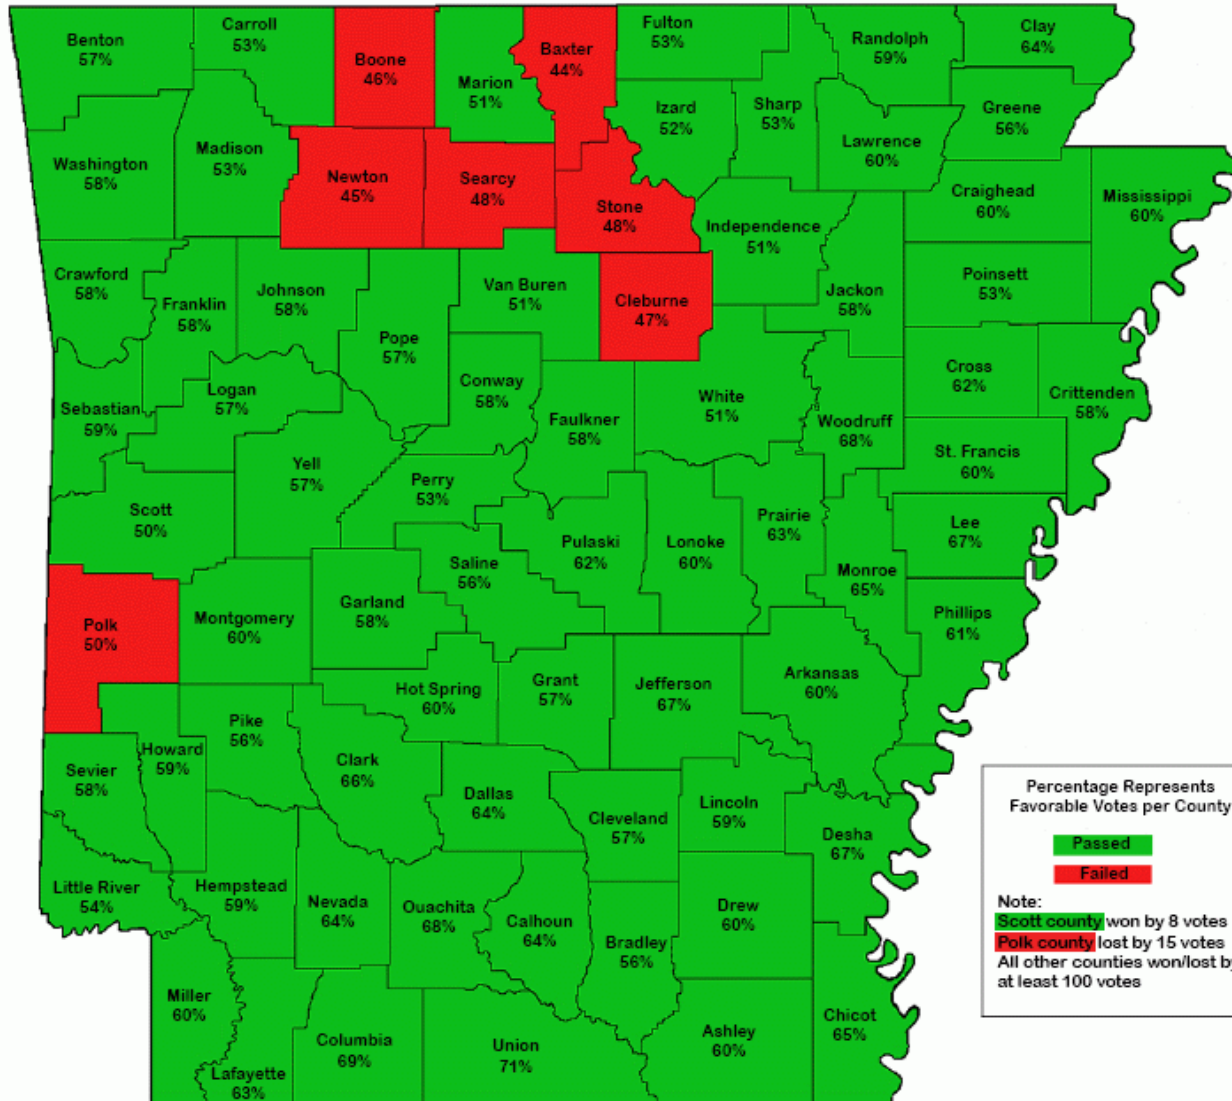 Benton
57%
Carroll
53%
Boone
46%
Marion
51%
Baxter
44%
Fulton
53%
Randolph
59%
Clay
64%
Washington
58%
Madison
53%
Newton
45%
Searcy
48%
Stone
48%
Izard
52%
Sharp
53%
Lawrence
60%
Greene
56%
Craighead
60%
Mississippi
60%
Independence
51%
Crawford
58%
Franklin
58%
Johnson
58%
Pope
57%
Van Buren
51%
Cleburne
47%
Jackon
58%
Poinsett
53%
Sebastian
59%
Logan
57%
Conway
58%
Faulkner
58%
White
51%
Woodruff
68%
Cross
62%
Crittenden
58%
St. Francis
60%
Scott
50%
Yell
57%
Perry
53%
Saline
56%
Pulaski
62%
Lonoke
60%
Prairie
63%
Monroe
65%
Lee
67%
Phillips
61%
Polk
50%
Montgomery
60%
Garland
58%
Hot Spring
60%
Grant
57%
Jefferson
67%
Arkansas
60%
Sevier
58%
Howard
59%
Pike
56%
Clark
66%
Dallas
64%
Cleveland
57%
Lincoln
59%
Desha
67%
Little River
54%
Hempstead
59%
Nevada
64%
Ouachita
68%
Calhoun
64%
Bradley
56%
Drew
60%
Miller
60%
Lafayette
63%
Columbia
69%
Union
71%
Ashley
60%
Chicot
65%
Percentage Represents
Favorable Votes per County
Passed
Failed
Note:
Scott county won by 8 votes
Polk county lost by 15 votes
All other counties won/lost b
at least 100 votes